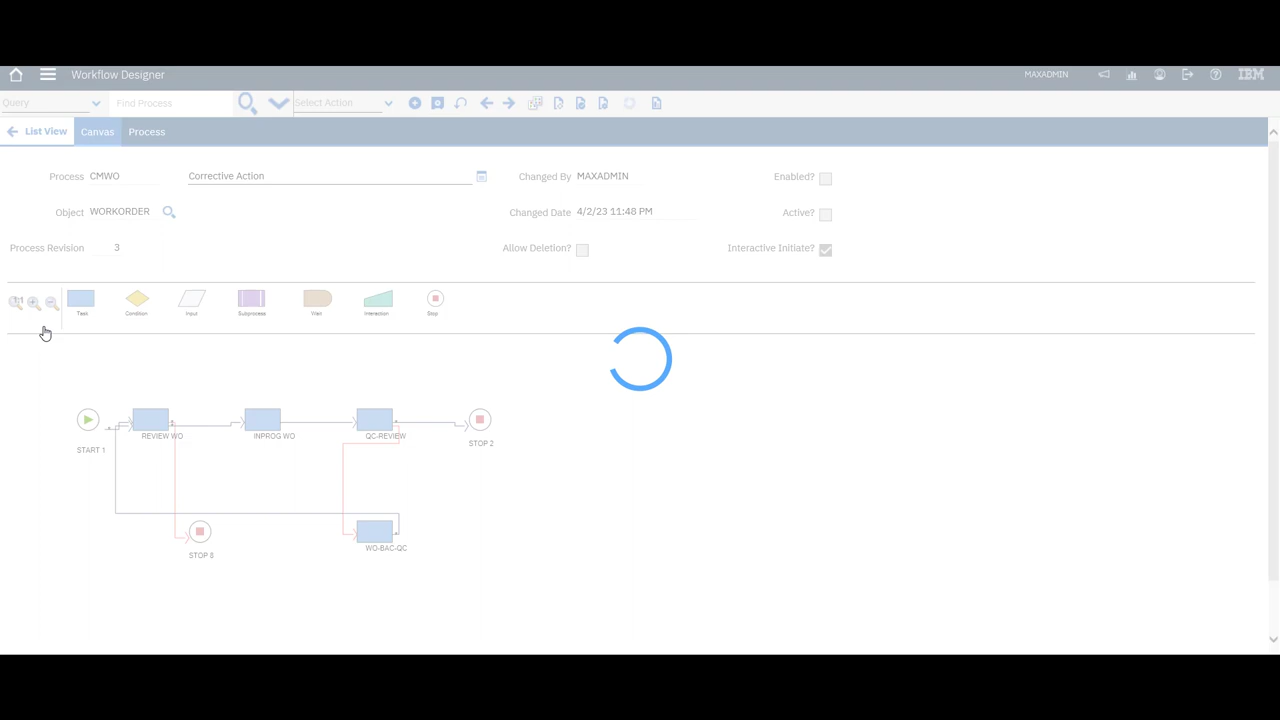 Workflow Designer MAXADMIN IBM
Query Find Process Select Action
List View Canvas Process
Process CMWO Corrective Action Changed By MAXADMIN Enabled?
Object WORKORDER Changed Date 4/2/23 11:48 PM Active?
Process Revision 3 Allow Deletion? Interactive Initiate?
1:1
Task Condition Input Subprocess Wait Interaction Stop
REVIEW WO INPROG WO QC-REVIEW
START 1 STOP 2
WO-BAC-QC
STOP 8